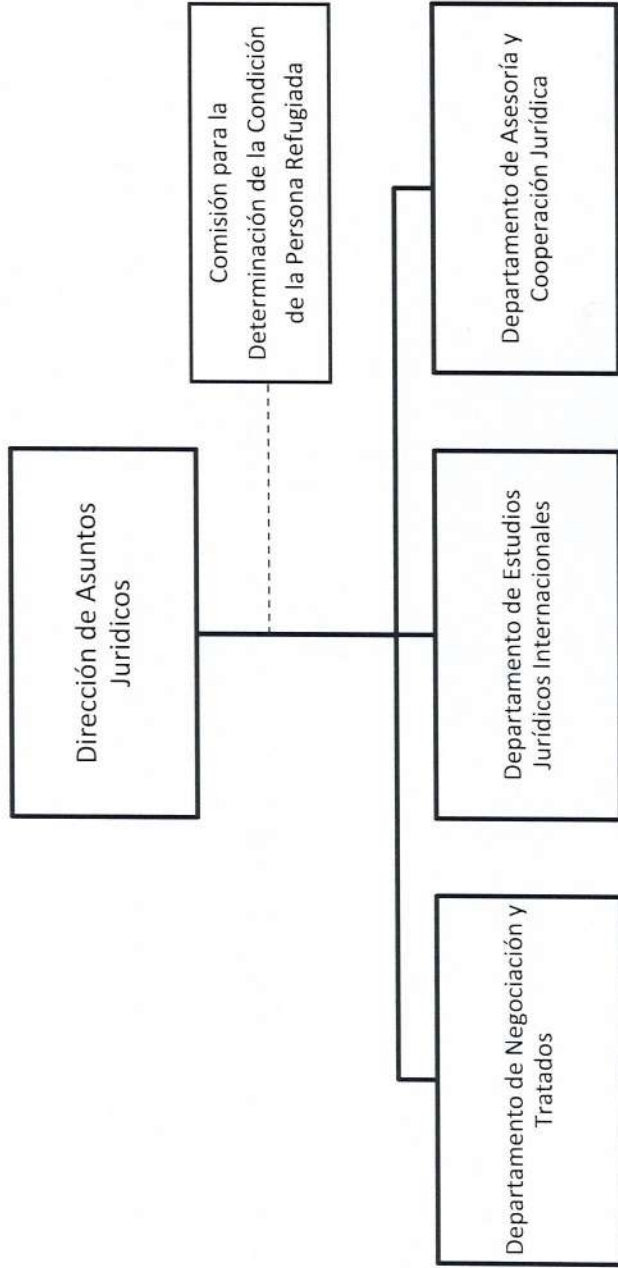 Dirección de Asuntos
Juridicos
Comisión para la
Determinación de la Condición
de la Persona Refugiada
Departamento de Negociación y
Tratados
Departamento de Estudios
Jurídicos Internacionales
Departamento de Asesoría y
Cooperación Jurídica